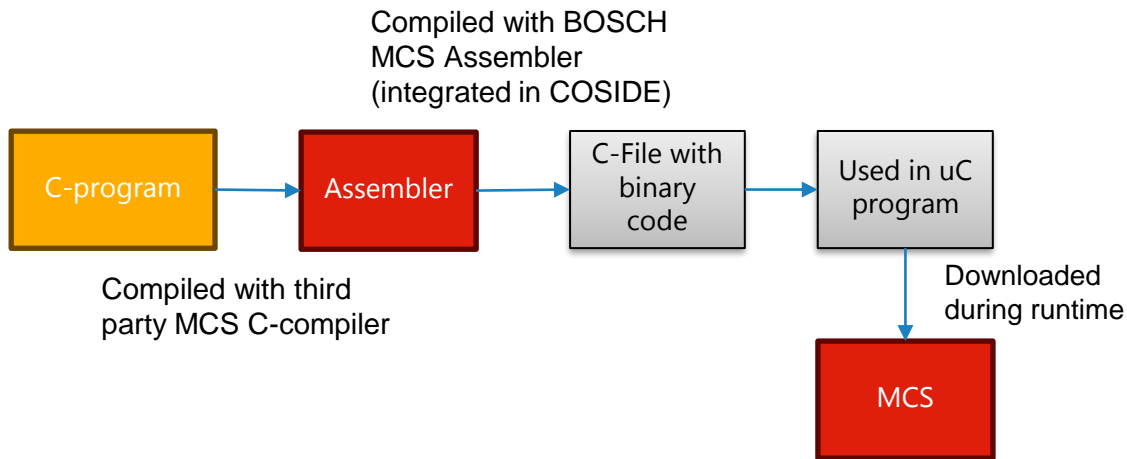 Compiled with BOSCH
MCS Assembler
(integrated in COSIDE)
C-program
Assembler
C-File with
binary
code
Used in uC
program
Compiled with third
party MCS C-compiler
Downloaded
during runtime
MCS